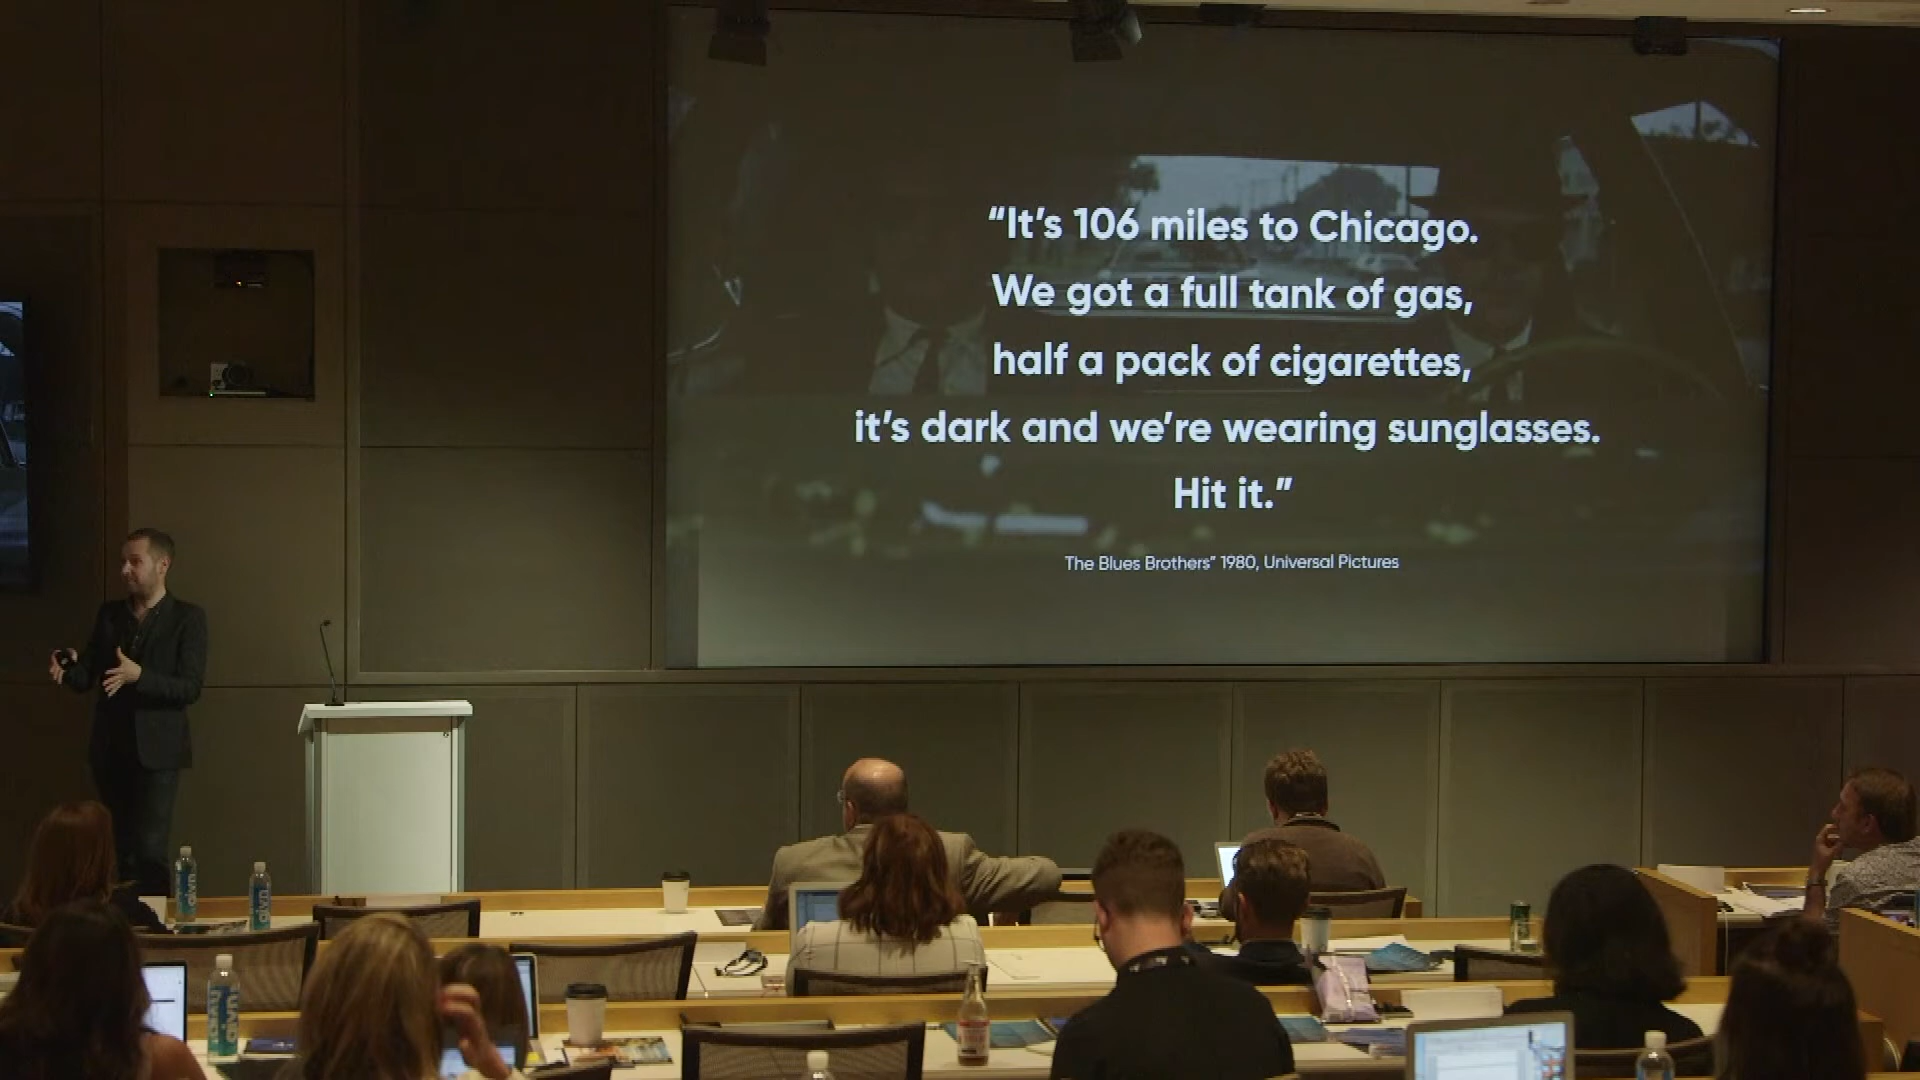 “It’s 106 miles to Chicago.
We got a full tank of gas,
half a pack of cigarettes,
it’s dark and we’re wearing sunglasses.
Hit it.”
The Blues Brothers” 1980, Universal Pictures